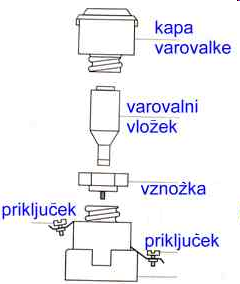 kapa
varovalke
varovalni
vložek
vznožka
priključek
priključek